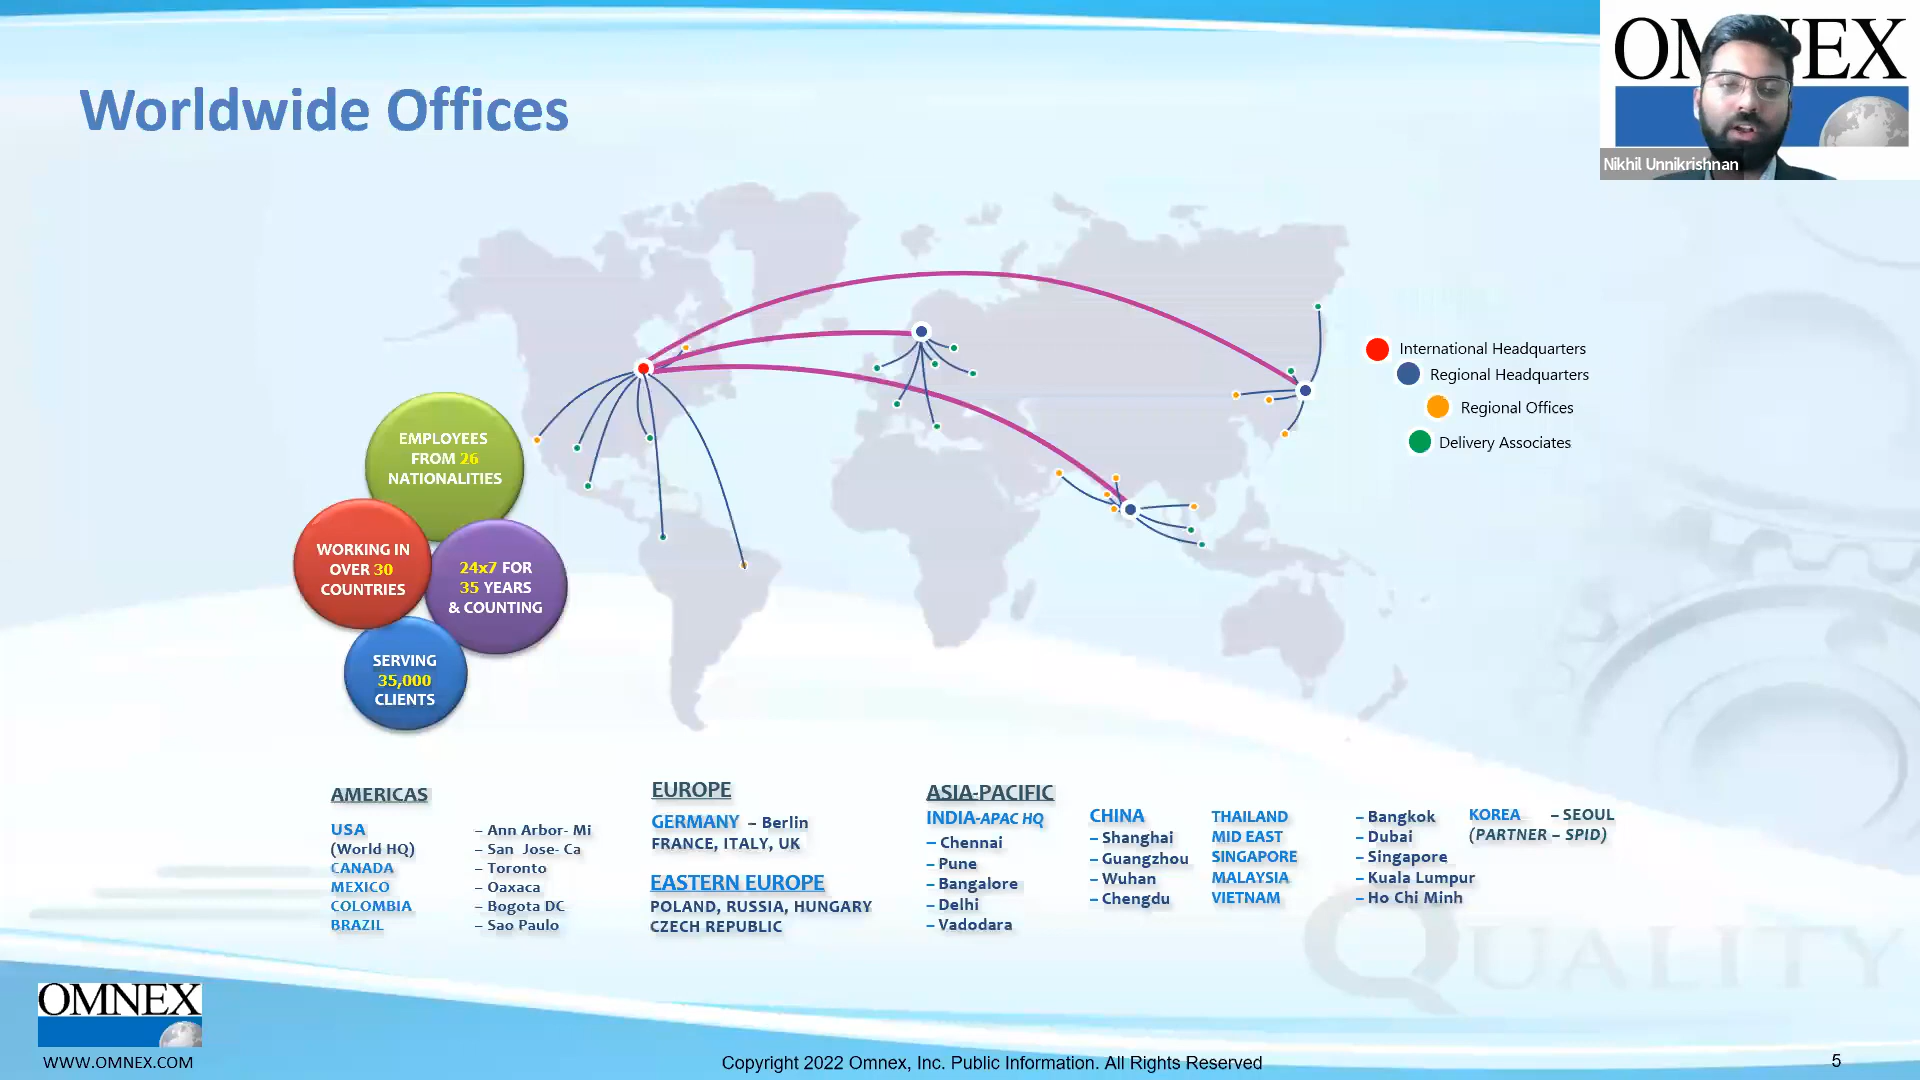 Worldwide Offices
OMNEX
Nikhil Unnikrishnan
International Headquarters
Regional Headquarters
Regional Offices
Delivery Associates
EMPLOYEES
FROM 26
NATIONALITIES
WORKING IN
OVER 30
COUNTRIES
24x7 FOR
35 YEARS
& COUNTING
SERVING
35,000
CLIENTS
AMERICAS
USA – Ann Arbor- Mi
(World HQ) – San Jose- Ca
CANADA – Toronto
MEXICO – Oaxaca
COLOMBIA – Bogota DC
BRAZIL – Sao Paulo
EUROPE
GERMANY – Berlin
FRANCE, ITALY, UK
EASTERN EUROPE
POLAND, RUSSIA, HUNGARY
CZECH REPUBLIC
ASIA-PACIFIC
INDIA-APAC HQ
– Chennai
– Pune
– Bangalore
– Delhi
– Vadodara
CHINA
– Shanghai
– Guangzhou
– Wuhan
– Chengdu
THAILAND – Bangkok
MID EAST – Dubai
SINGAPORE – Singapore
MALAYSIA – Kuala Lumpur
VIETNAM – Ho Chi Minh
KOREA – SEOUL
(PARTNER – SPID)
QUALITY
OMNEX
WWW.OMNEX.COM
Copyright 2022 Omnex, Inc. Public Information. All Rights Reserved
5